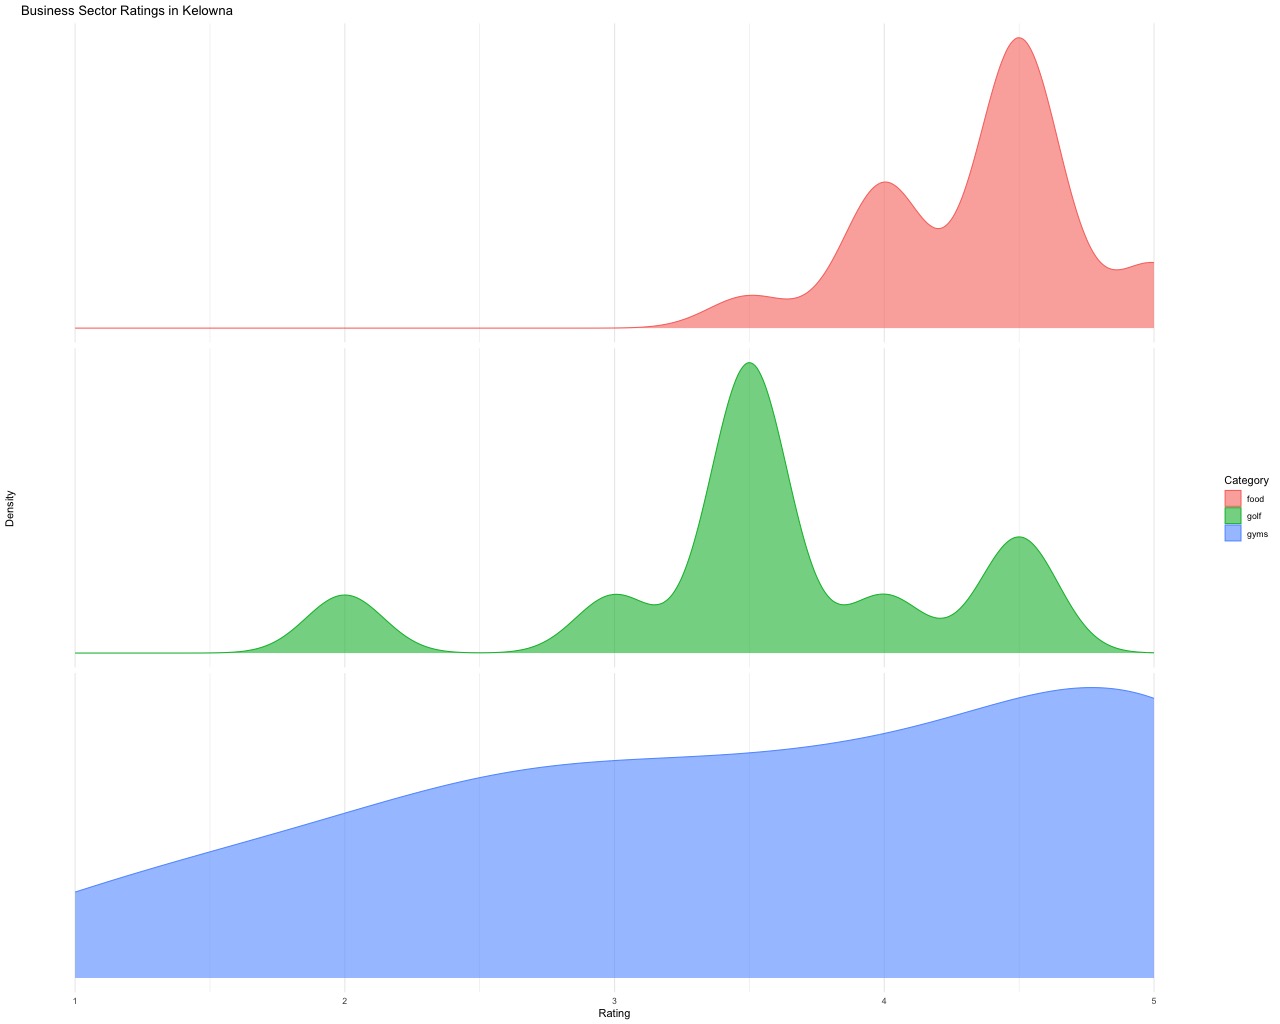 Business Sector Ratings in Kelowna
Density
Category
food
golf
gyms
1 2 3 4 5
Rating